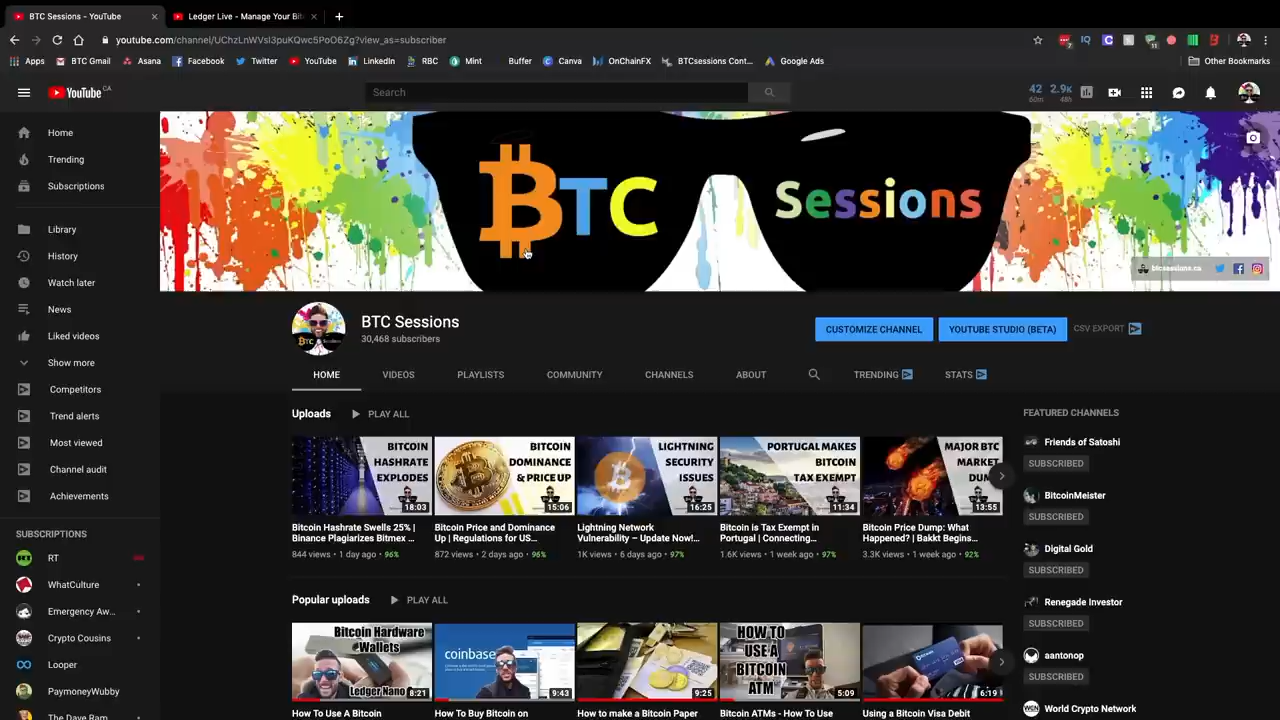 BTC Sessions - YouTube
Ledger Live - Manage Your Bit
youtube.com/channel/UChzLnWVsl3puKQwc5PoO6Zg?view_as=subscriber
Apps
BTC Gmail
Asana
Facebook
Twitter
YouTube
LinkedIn
RBC
Mint
Buffer
Canva
OnChainFX
BTCsessions Cont...
Google Ads
Other Bookmarks
YouTube CA
Search
42 60m
2.9K 48h
Home
Trending
Subscriptions
Library
History
Watch later
News
Liked videos
Show more
Competitors
Trend alerts
Most viewed
Channel audit
Achievements
SUBSCRIPTIONS
RT
WhatCulture
Emergency Aw...
Crypto Cousins
Looper
PaymoneyWubby
The Dave Ram
BTC Sessions
btcsessions.ca
BTC Sessions
BTC Sessions
30,468 subscribers
CUSTOMIZE CHANNEL
YOUTUBE STUDIO (BETA)
CSV EXPORT
HOME
VIDEOS
PLAYLISTS
COMMUNITY
CHANNELS
ABOUT
TRENDING
STATS
Uploads
PLAY ALL
BITCOIN
HASHRATE
EXPLODES
18:03
Bitcoin Hashrate Swells 25% |
Binance Plagiarizes Bitmex ...
844 views • 1 day ago • 96%
BITCOIN
DOMINANCE
& PRICE UP
15:06
Bitcoin Price and Dominance
Up | Regulations for US...
872 views • 2 days ago • 96%
LIGHTNING
SECURITY
ISSUES
16:25
Lightning Network
Vulnerability – Update Now!...
1K views • 6 days ago • 97%
PORTUGAL MAKES
BITCOIN
TAX EXEMPT
11:34
Bitcoin is Tax Exempt in
Portugal | Connecting...
1.6K views • 1 week ago • 97%
MAJOR BTC
MARKET
DUMP
13:55
Bitcoin Price Dump: What
Happened? | Bakkt Begins...
3.3K views • 1 week ago • 92%
Popular uploads
PLAY ALL
Bitcoin Hardware
Wallets
Ledger Nano
8:21
How To Use A Bitcoin
coinbase
9:43
How To Buy Bitcoin on
9:25
How to make a Bitcoin Paper
HOW TO
USE A
BITCOIN
ATM
5:09
Bitcoin ATMs - How To Use
6:19
Using a Bitcoin Visa Debit
FEATURED CHANNELS
Friends of Satoshi
SUBSCRIBED
BitcoinMeister
SUBSCRIBED
Digital Gold
SUBSCRIBED
Renegade Investor
SUBSCRIBED
aantonop
SUBSCRIBED
World Crypto Network